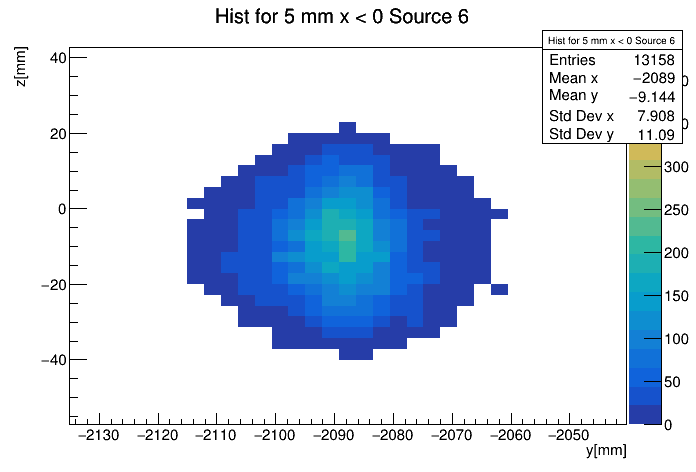 Hist for 5 mm x < 0 Source 6
z[mm]
Hist for 5 mm x < 0 Source 6
Entries 13158
Mean x −2089
Mean y −9.144
Std Dev x 7.908
Std Dev y 11.09
40
20
0
−20
−40
300
250
200
150
100
50
0
−2130 −2120 −2110 −2100 −2090 −2080 −2070 −2060 −2050
y[mm]